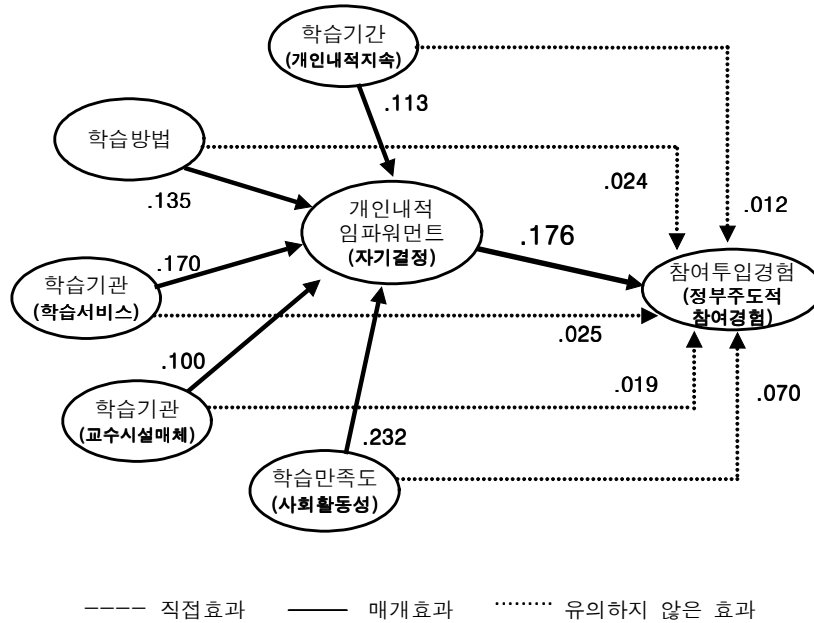 학습기간
(개인내적지속)
.113
학습방법
.135
.024
.012
개인내적
임파워먼트
(자기결정)
.176
.170
학습기관
(학습서비스)
참여투입경험
(정부주도적
참여경험)
.025
.100
.019
.070
학습기관
(교수시설매체)
.232
학습만족도
(사회활동성)
직접효과 매개효과 유의하지 않은 효과